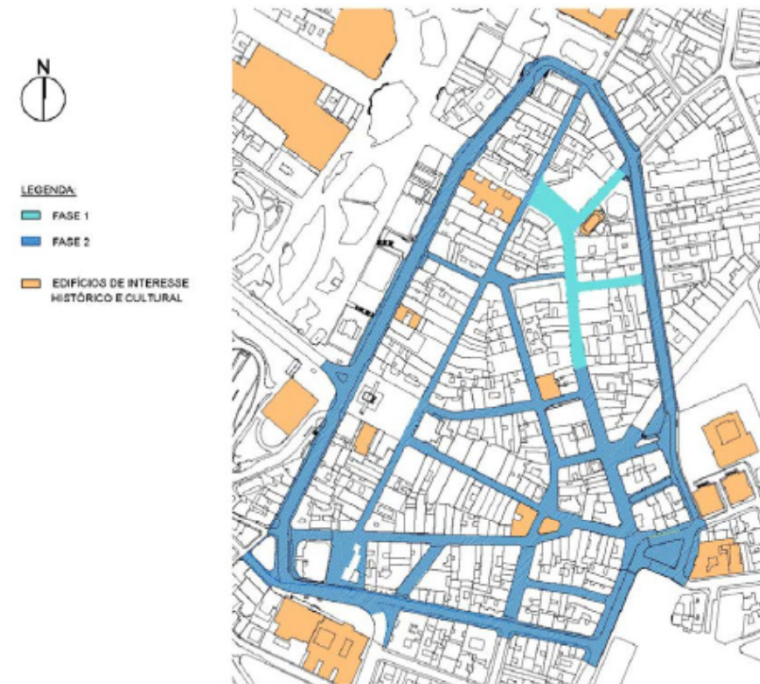 N
LEGENDA:
FASE 1
FASE 2
EDIFÍCIOS DE INTERESSE
HISTÓRICO E CULTURAL